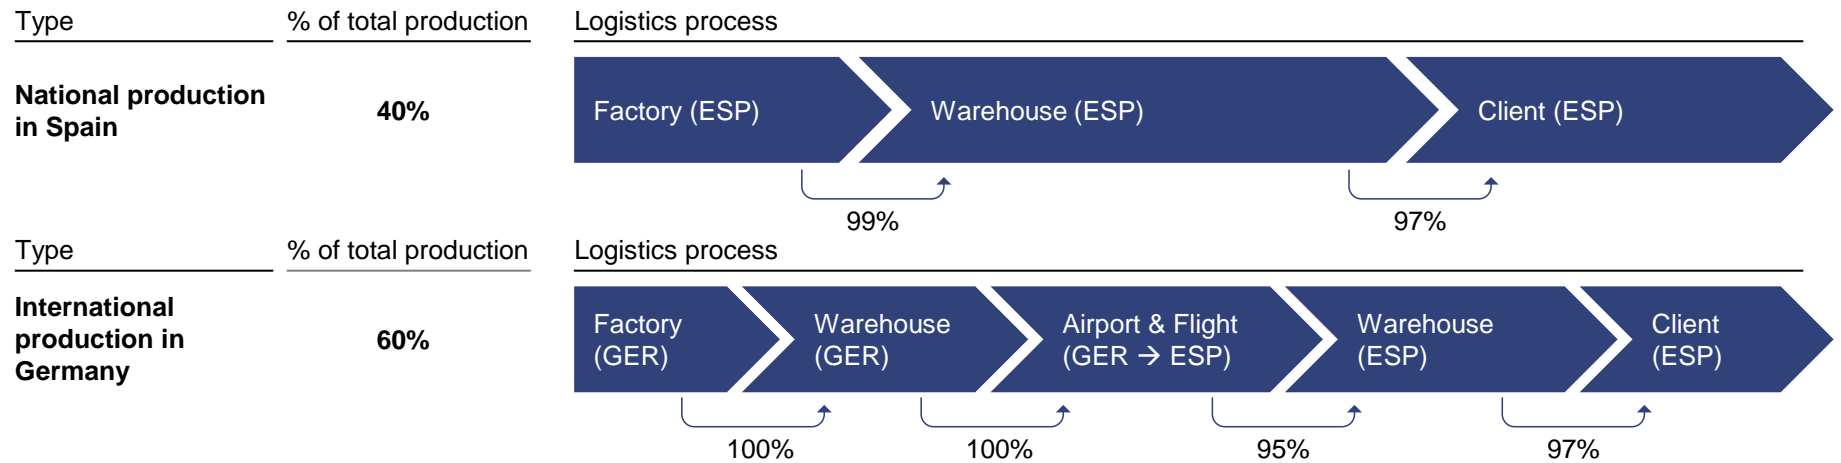 Type % of total production Logistics process
National production
in Spain
40%
Factory (ESP)
Warehouse (ESP)
Client (ESP)
99%
97%
Type % of total production Logistics process
International
production in
Germany
60%
Factory
(GER)
Warehouse
(GER)
Airport & Flight
(GER → ESP)
Warehouse
(ESP)
Client
(ESP)
100%
100%
95%
97%